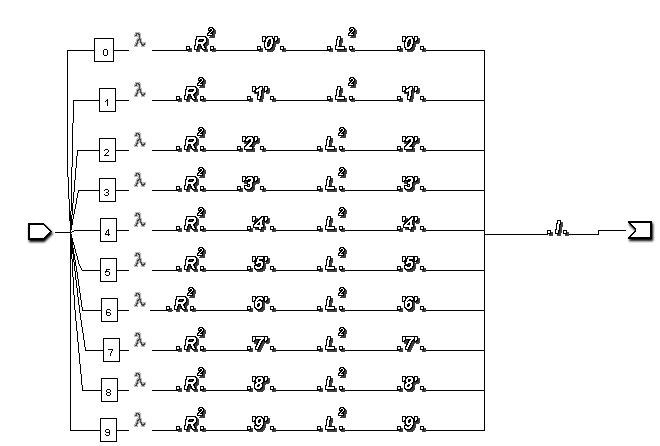 0 λ .R.² .'0'. .L.² .'0'.
1 λ .R.² .'1'. .L.² .'1'.
2 λ .R.² .'2'. .L.² .'2'.
3 λ .R.² .'3'. .L.² .'3'.
4 λ .R.² .'4'. .L.² .'4'. .I.
5 λ .R.² .'5'. .L.² .'5'.
6 λ .R.² .'6'. .L.² .'6'.
7 λ .R.² .'7'. .L.² .'7'.
8 λ .R.² .'8'. .L.² .'8'.
9 λ .R.² .'9'. .L.² .'9'.